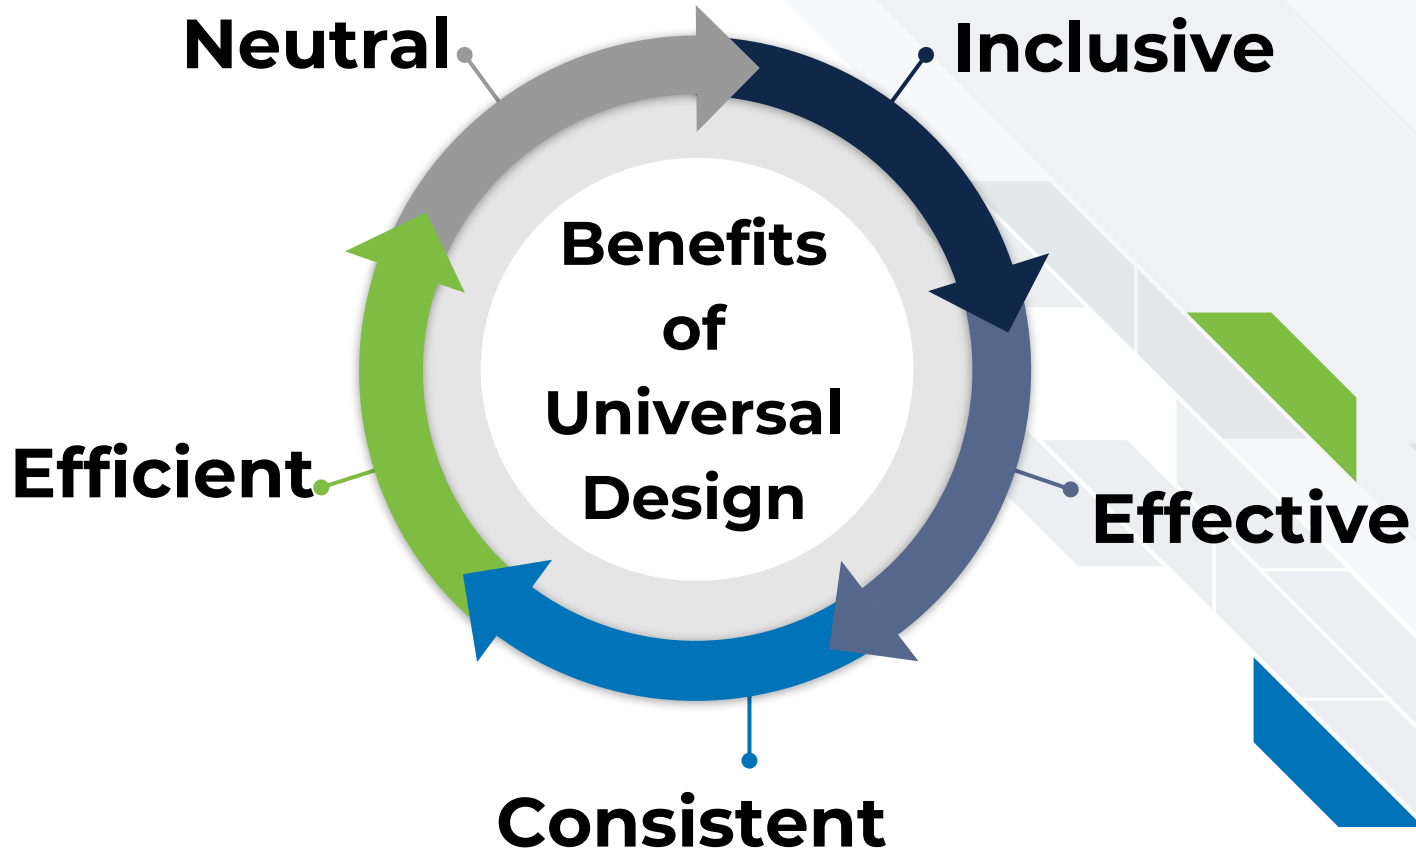 Neutral
Inclusive
Benefits
of
Universal
Design
Efficient
Effective
Consistent